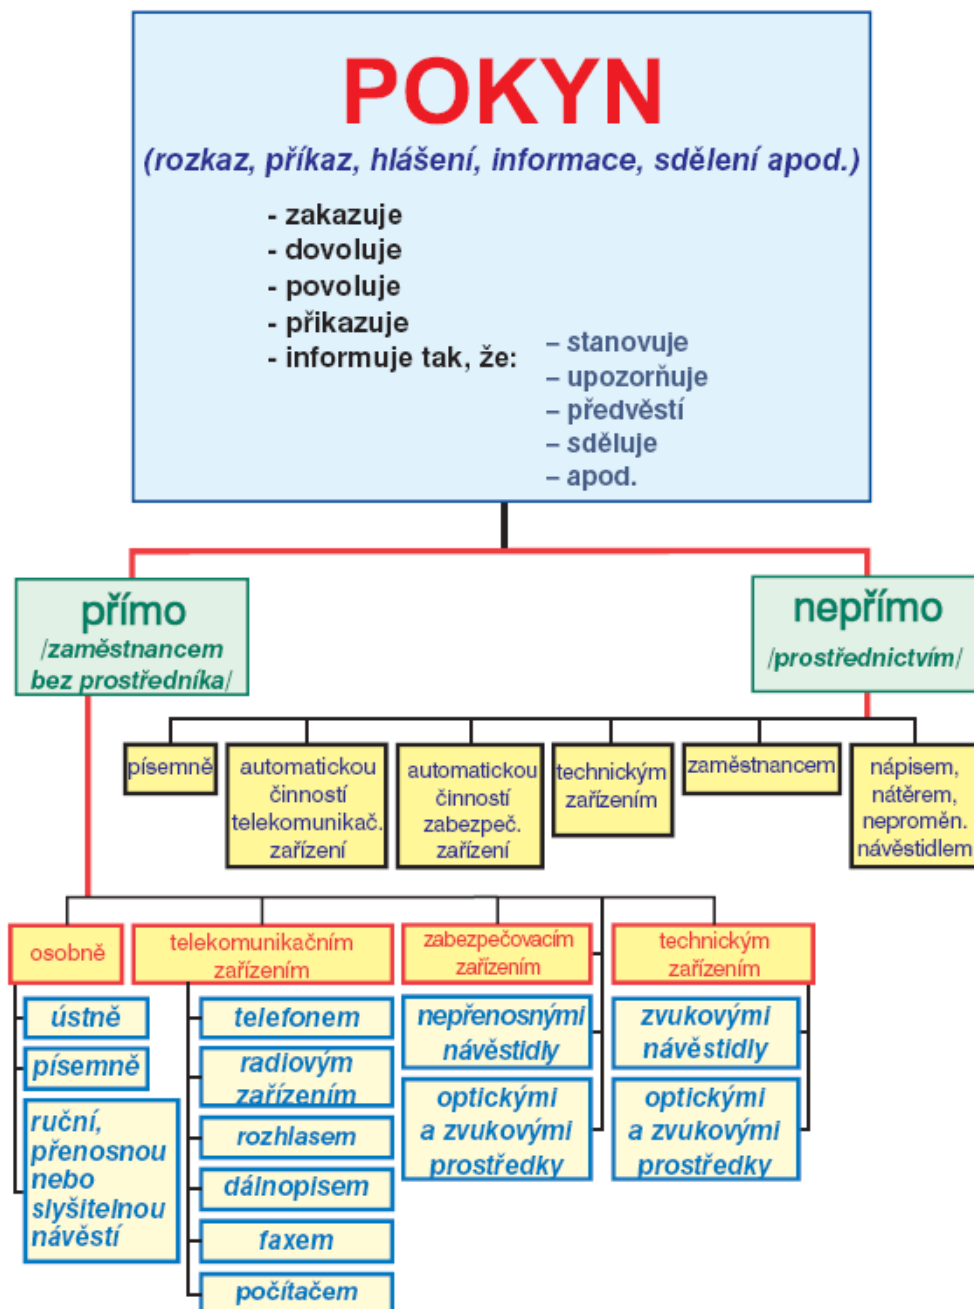 POKYN
(rozkaz, příkaz, hlášení, informace, sdělení apod.)
- zakazuje
- dovoluje
- povoluje
- přikazuje
- informuje tak, že:
– stanovuje
– upozorňuje
– předvěstí
– sděluje
– apod.
přímo
/zaměstnancem
bez prostředníka/
nepřímo
/prostřednictvím/
písemně
automatickou
činností
telekomunikač.
zařízení
automatickou
činností
zabezpeč.
zařízení
technickým
zařízením
zaměstnancem
nápisem,
nátěrem,
neproměn.
návěstidlem
osobně
ústně
písemně
ruční,
přenosnou
nebo
slyšitelnou
návěstí
telekomunikačním
zařízením
telefonem
radiovým
zařízením
rozhlasem
dálnopisem
faxem
počítačem
zabezpečovacím
zařízením
nepřenosnými
návěstidly
optickými
a zvukovými
prostředky
technickým
zařízením
zvukovými
návěstidly
optickými
a zvukovými
prostředky